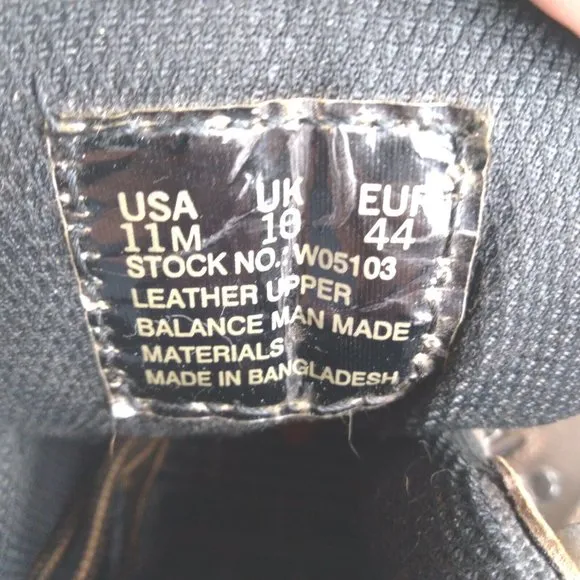 USA UK EUR
11M 10 44
STOCK NO.: W05103
LEATHER UPPER
BALANCE MAN MADE
MATERIALS
MADE IN BANGLADESH